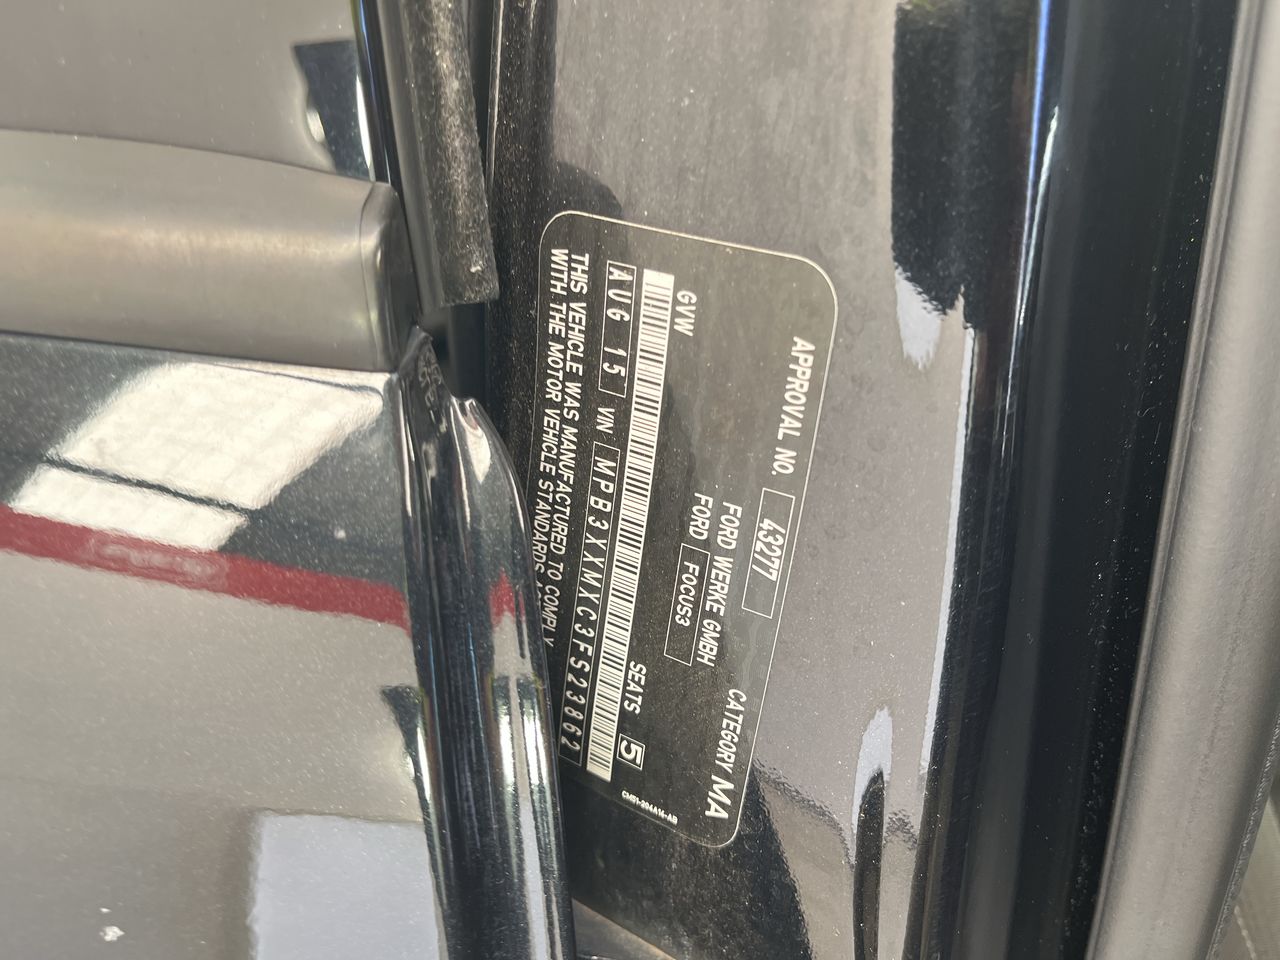 APPROVAL NO. 43277 CATEGORY MA
FORD WERKE GMBH
FORD FOCUS3
GVW SEATS 5
AUG 15 VIN MPB3XXMXC3FS23862
THIS VEHICLE WAS MANUFACTURED TO COMPLY
WITH THE MOTOR VEHICLE STANDARDS